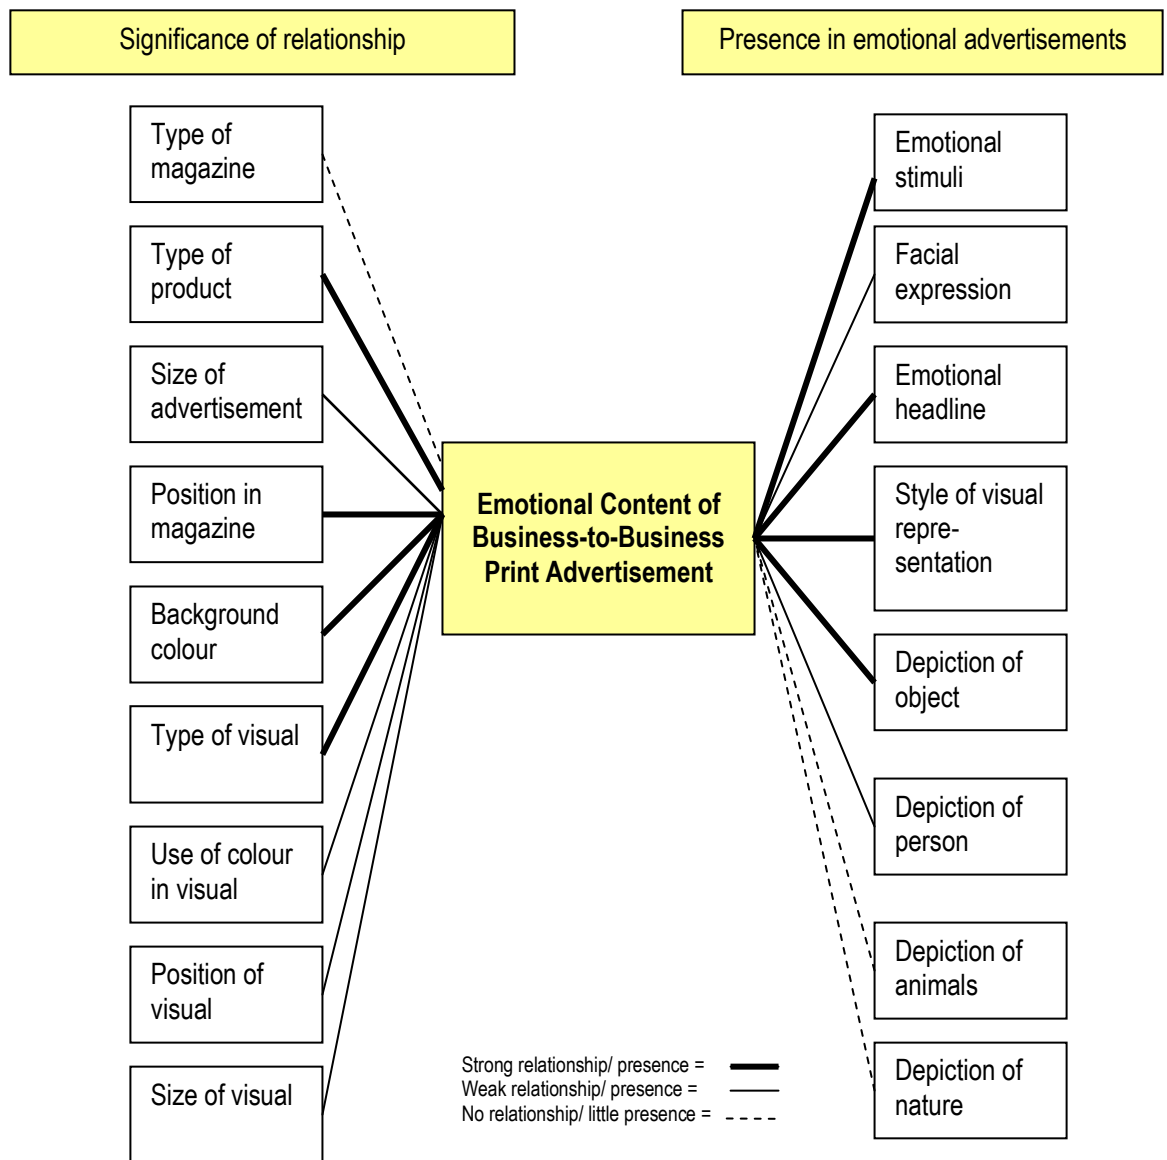 Significance of relationship
Presence in emotional advertisements
Type of
magazine
Type of
product
Size of
advertisement
Position in
magazine
Background
colour
Type of visual
Use of colour
in visual
Position of
visual
Size of visual
Emotional Content of
Business-to-Business
Print Advertisement
Emotional
stimuli
Facial
expression
Emotional
headline
Style of visual
repre-
sentation
Depiction of
object
Depiction of
person
Depiction of
animals
Depiction of
nature
Strong relationship/ presence =
Weak relationship/ presence =
No relationship/ little presence =